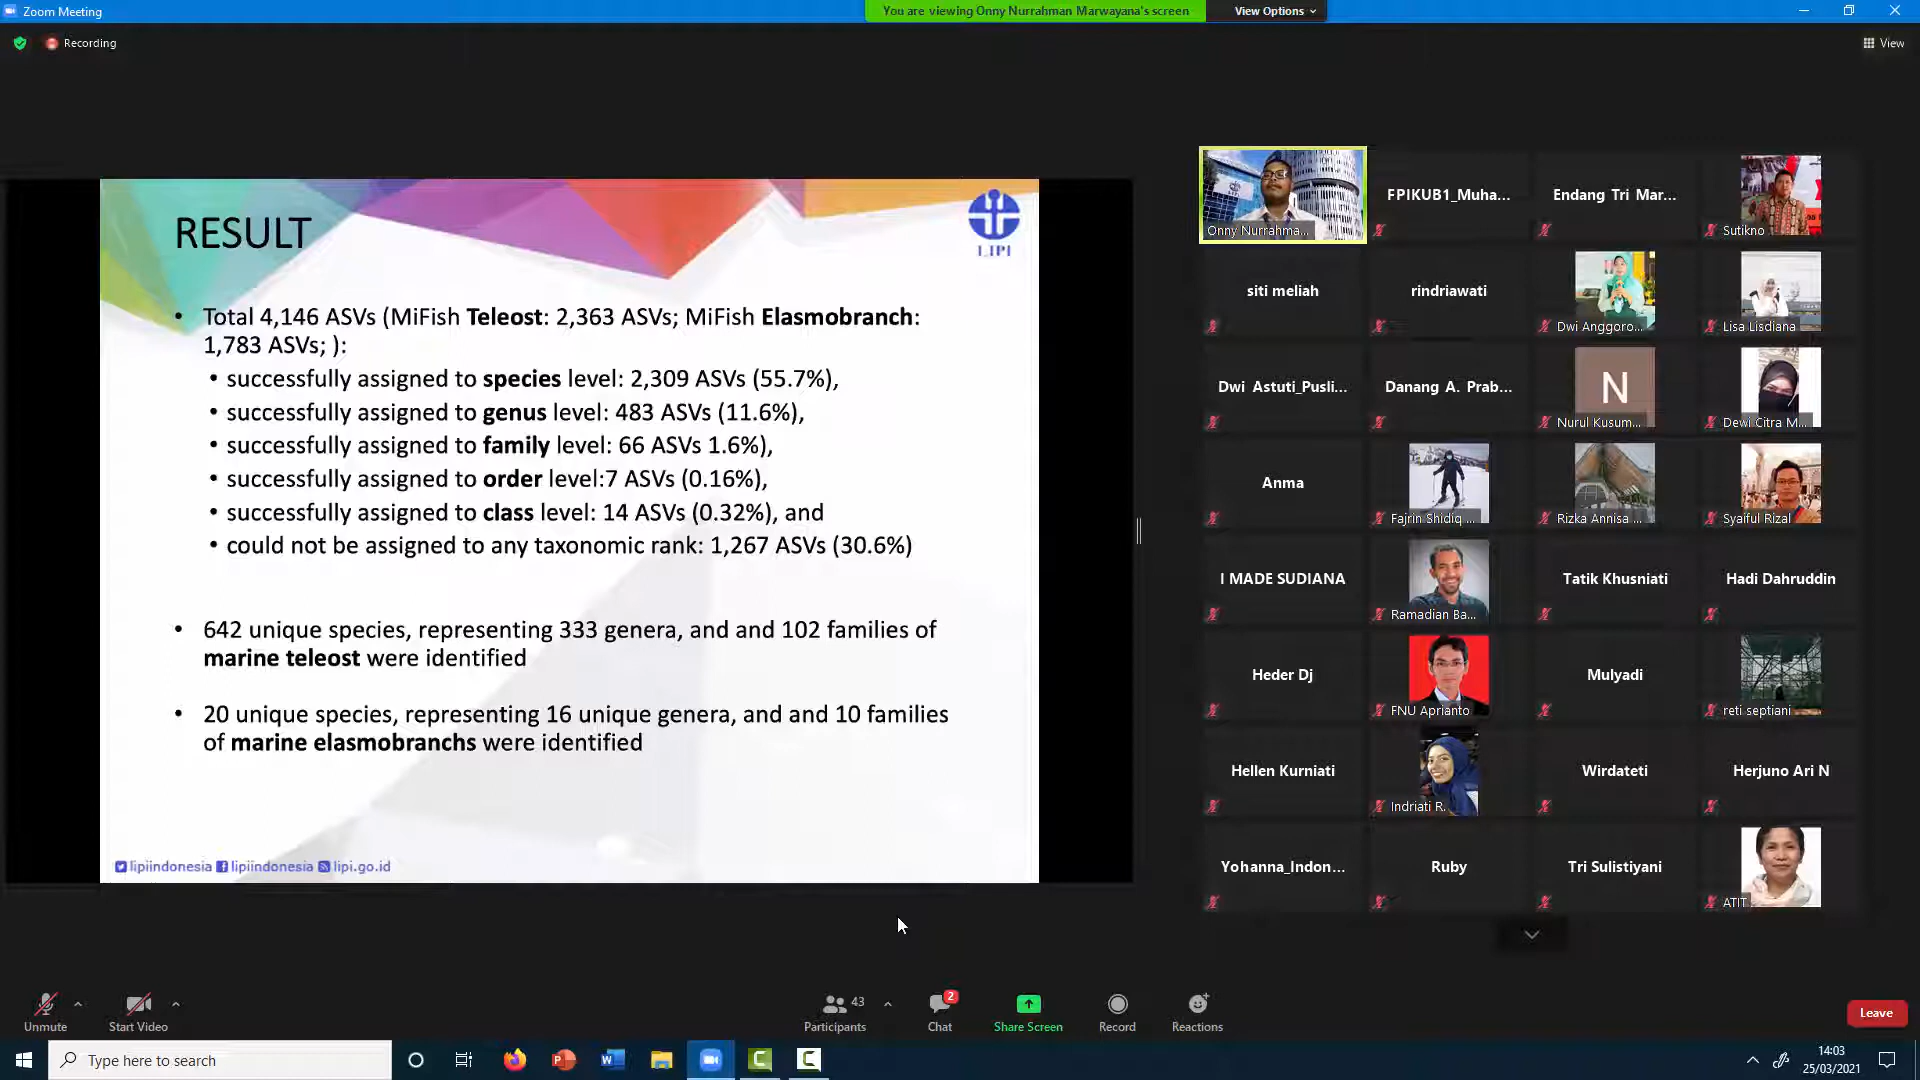 Zoom Meeting
You are viewing Onny Nurrahman Marwayana's screen
View Options
Recording
View
RESULT
LIPI
• Total 4,146 ASVs (MiFish Teleost: 2,363 ASVs; MiFish Elasmobranch:
1,783 ASVs; ):
• successfully assigned to species level: 2,309 ASVs (55.7%),
• successfully assigned to genus level: 483 ASVs (11.6%),
• successfully assigned to family level: 66 ASVs 1.6%),
• successfully assigned to order level:7 ASVs (0.16%),
• successfully assigned to class level: 14 ASVs (0.32%), and
• could not be assigned to any taxonomic rank: 1,267 ASVs (30.6%)
• 642 unique species, representing 333 genera, and and 102 families of
marine teleost were identified
• 20 unique species, representing 16 unique genera, and and 10 families
of marine elasmobranchs were identified
lipiindonesia lipiindonesia lipi.go.id
Onny Nurrahma...
FPIKUB1_Muha...
Endang Tri Mar...
Sutikno
siti meliah
rindriawati
Dwi Anggoro...
Lisa Lisdiana
Dwi Astuti_Pusli...
Danang A. Prab...
N
Nurul Kusum...
Dewi Citra M...
Anma
Fajrin Shidiq ...
Rizka Annisa ...
Syaiful Rizal
I MADE SUDIANA
Ramadian Ba...
Tatik Khusniati
Hadi Dahruddin
Heder Dj
FNU Aprianto
Mulyadi
reti septiani
Hellen Kurniati
Indriati R.
Wirdateti
Herjuno Ari N
Yohanna_Indon...
Ruby
Tri Sulistiyani
ATIT
Unmute
Start Video
43
Participants
2
Chat
Share Screen
Record
Reactions
Leave
Type here to search
14:03
25/03/2021